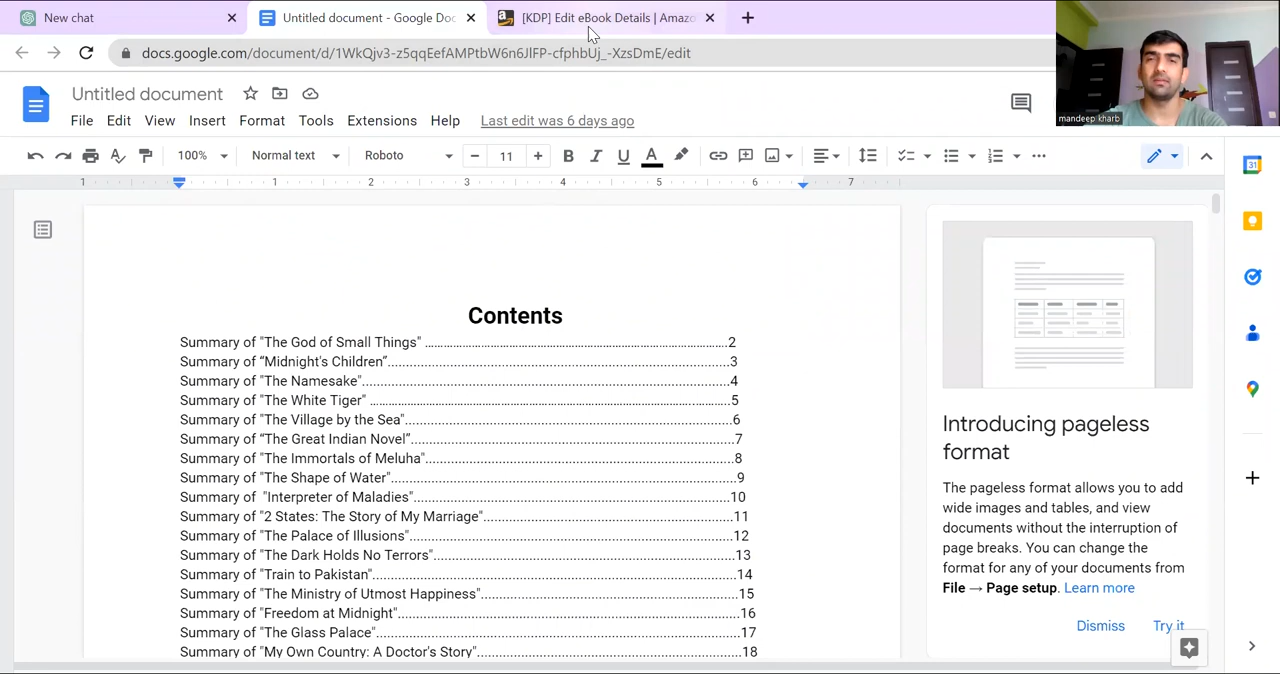 New chat
Untitled document - Google Doc
[KDP] Edit eBook Details | Amazo
docs.google.com/document/d/1WkQjv3-z5qqEefAMPtbW6n6JlFP-cfphbUj_-XzsDmE/edit
mandeep kharb
Untitled document
File Edit View Insert Format Tools Extensions Help Last edit was 6 days ago
100% Normal text Roboto 11 B I U A
31
1 1 2 3 4 5 6 7
Contents
Summary of "The God of Small Things" ....................................................................2
Summary of “Midnight's Children”..............................................................................3
Summary of "The Namesake".....................................................................................4
Summary of "The White Tiger" ...................................................................................5
Summary of "The Village by the Sea"..........................................................................6
Summary of “The Great Indian Novel”.........................................................................7
Summary of "The Immortals of Meluha"......................................................................8
Summary of "The Shape of Water"..............................................................................9
Summary of "Interpreter of Maladies"........................................................................10
Summary of "2 States: The Story of My Marriage"......................................................11
Summary of "The Palace of Illusions"........................................................................12
Summary of "The Dark Holds No Terrors"..................................................................13
Summary of "Train to Pakistan".................................................................................14
Summary of "The Ministry of Utmost Happiness"......................................................15
Summary of "Freedom at Midnight"...........................................................................16
Summary of "The Glass Palace"................................................................................17
Summary of "My Own Country: A Doctor's Story".......................................................18
Introducing pageless
format
The pageless format allows you to add
wide images and tables, and view
documents without the interruption of
page breaks. You can change the
format for any of your documents from
File → Page setup. Learn more
Dismiss Try it